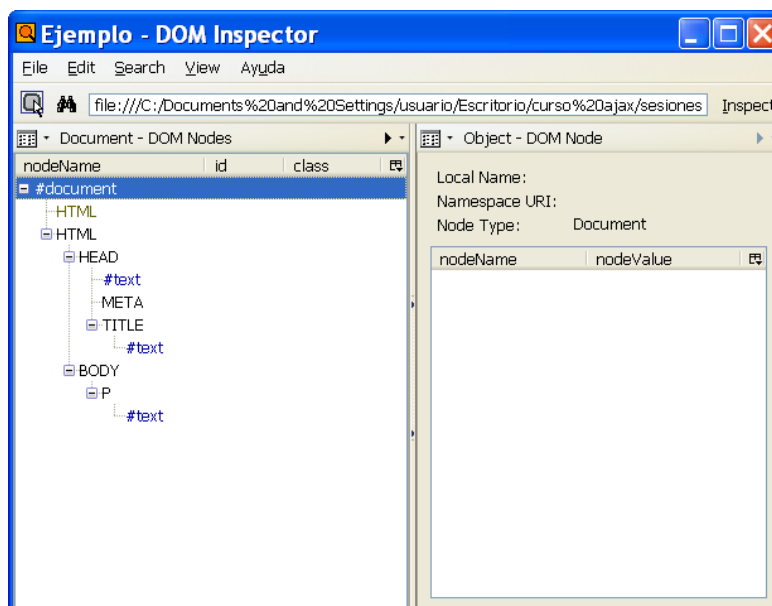 Ejemplo - DOM Inspector
File Edit Search View Ayuda
file:///C:/Documents%20and%20Settings/usuario/Escritorio/curso%20ajax/sesiones Inspect
Document - DOM Nodes
nodeName id class
#document
HTML
HTML
HEAD
#text
META
TITLE
#text
BODY
P
#text
Object - DOM Node
Local Name:
Namespace URI:
Node Type: Document
nodeName nodeValue